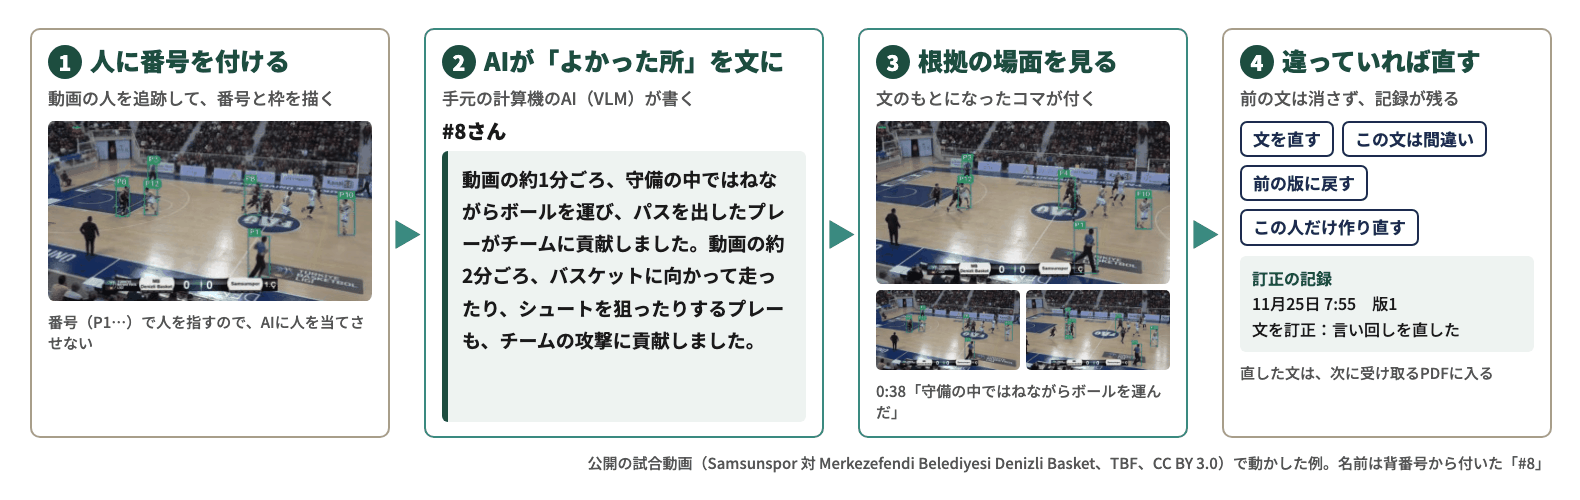 1 人に番号を付ける
動画の人を追跡して、番号と枠を描く
番号（P1…）で人を指すので、AIに人を当てさ
せない
2 AIが「よかった所」を文に
手元の計算機のAI（VLM）が書く
#8さん
動画の約1分ごろ、守備の中ではねな
がらボールを運び、パスを出したプレ
ーがチームに貢献しました。動画の約
2分ごろ、バスケットに向かって走っ
たり、シュートを狙ったりするプレー
も、チームの攻撃に貢献しました。
3 根拠の場面を見る
文のもとになったコマが付く
0:38「守備の中ではねながらボールを運ん
だ」
4 違っていれば直す
前の文は消さず、記録が残る
文を直す この文は間違い
前の版に戻す
この人だけ作り直す
訂正の記録
11月25日 7:55 版1
文を訂正：言い回しを直した
直した文は、次に受け取るPDFに入る
公開の試合動画（Samsunspor 対 Merkezefendi Belediyesi Denizli Basket、TBF、CC BY 3.0）で動かした例。名前は背番号から付いた「#8」